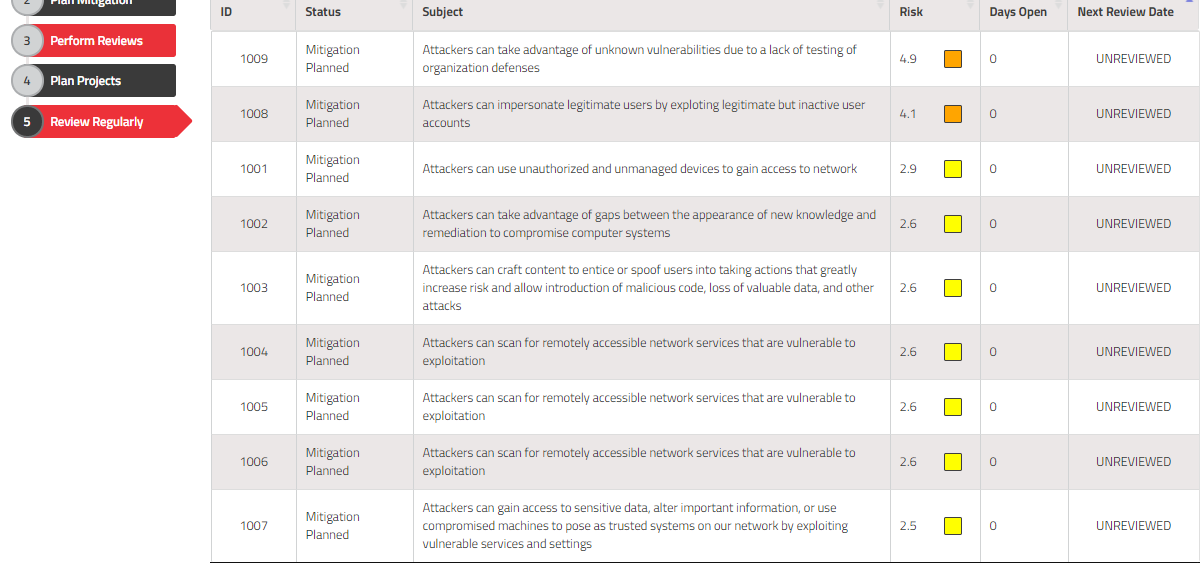 2 Plan Mitigation
3 Perform Reviews
4 Plan Projects
5 Review Regularly
ID Status Subject Risk Days Open Next Review Date
1009 Mitigation Planned Attackers can take advantage of unknown vulnerabilities due to a lack of testing of
organization defenses 4.9 0 UNREVIEWED
1008 Mitigation Planned Attackers can impersonate legitimate users by exploting legitimate but inactive user
accounts 4.1 0 UNREVIEWED
1001 Mitigation Planned Attackers can use unauthorized and unmanaged devices to gain access to network 2.9 0 UNREVIEWED
1002 Mitigation Planned Attackers can take advantage of gaps between the appearance of new knowledge and
remediation to compromise computer systems 2.6 0 UNREVIEWED
1003 Mitigation Planned Attackers can craft content to entice or spoof users into taking actions that greatly
increase risk and allow introduction of malicious code, loss of valuable data, and other
attacks 2.6 0 UNREVIEWED
1004 Mitigation Planned Attackers can scan for remotely accessible network services that are vulnerable to
exploitation 2.6 0 UNREVIEWED
1005 Mitigation Planned Attackers can scan for remotely accessible network services that are vulnerable to
exploitation 2.6 0 UNREVIEWED
1006 Mitigation Planned Attackers can scan for remotely accessible network services that are vulnerable to
exploitation 2.6 0 UNREVIEWED
1007 Mitigation Planned Attackers can gain access to sensitive data, alter important information, or use
compromised machines to pose as trusted systems on our network by exploiting
vulnerable services and settings 2.5 0 UNREVIEWED